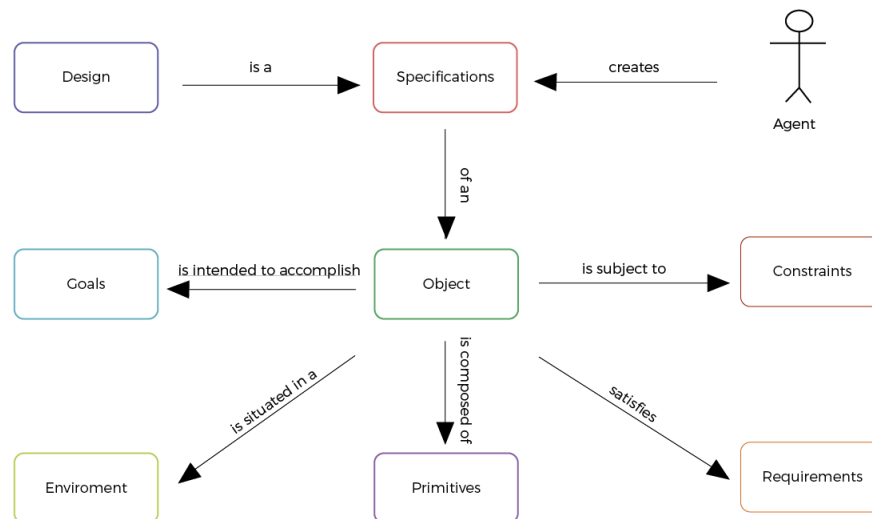 Design
is a
Specifications
creates
Agent
of an
Goals
is intended to accomplish
Object
is subject to
Constraints
is situated in a
is composed of
satisfies
Enviroment
Primitives
Requirements